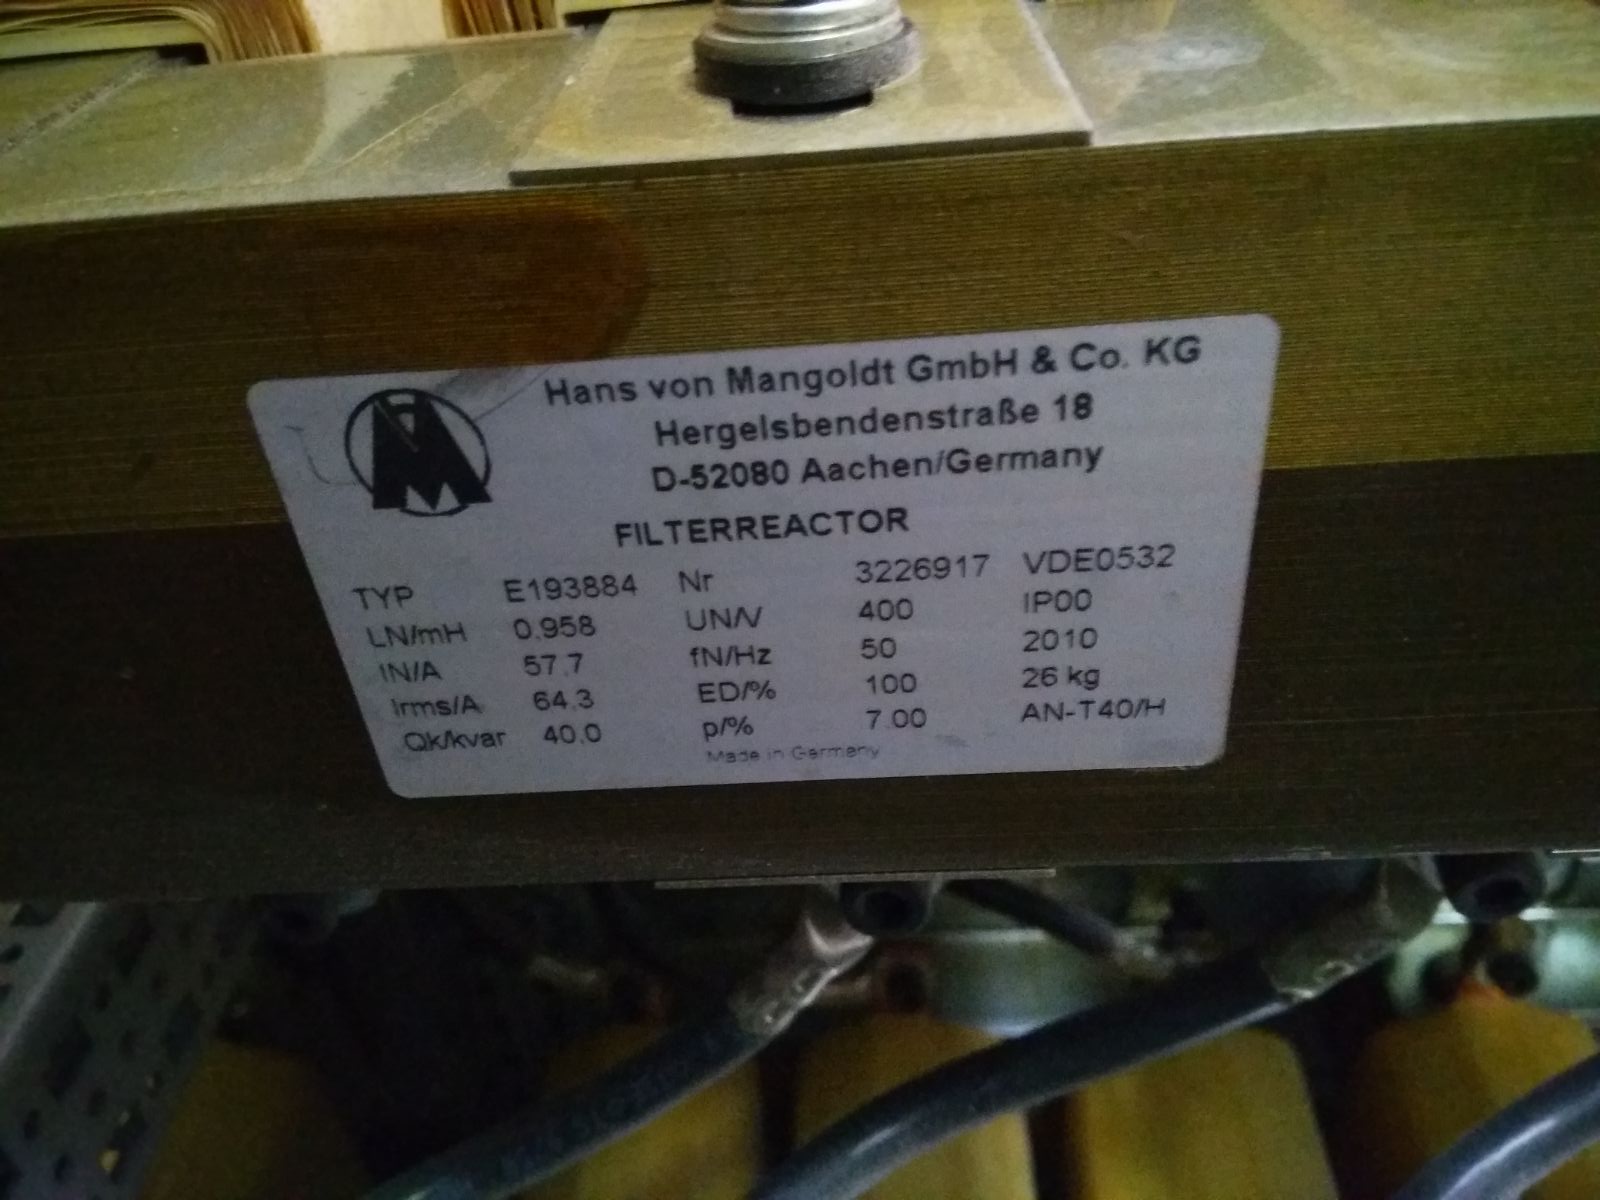 Hans von Mangoldt GmbH & Co. KG
Hergelsbendenstraße 18
D-52080 Aachen/Germany
FILTERREACTOR
TYP E193884 Nr 3226917 VDE0532
LN/mH 0,958 UN/V 400 IP00
IN/A 57,7 fN/Hz 50 2010
Irms/A 64,3 ED/% 100 26 kg
Qk/kvar 40,0 p/% 7.00 AN-T40/H
Made in Germany